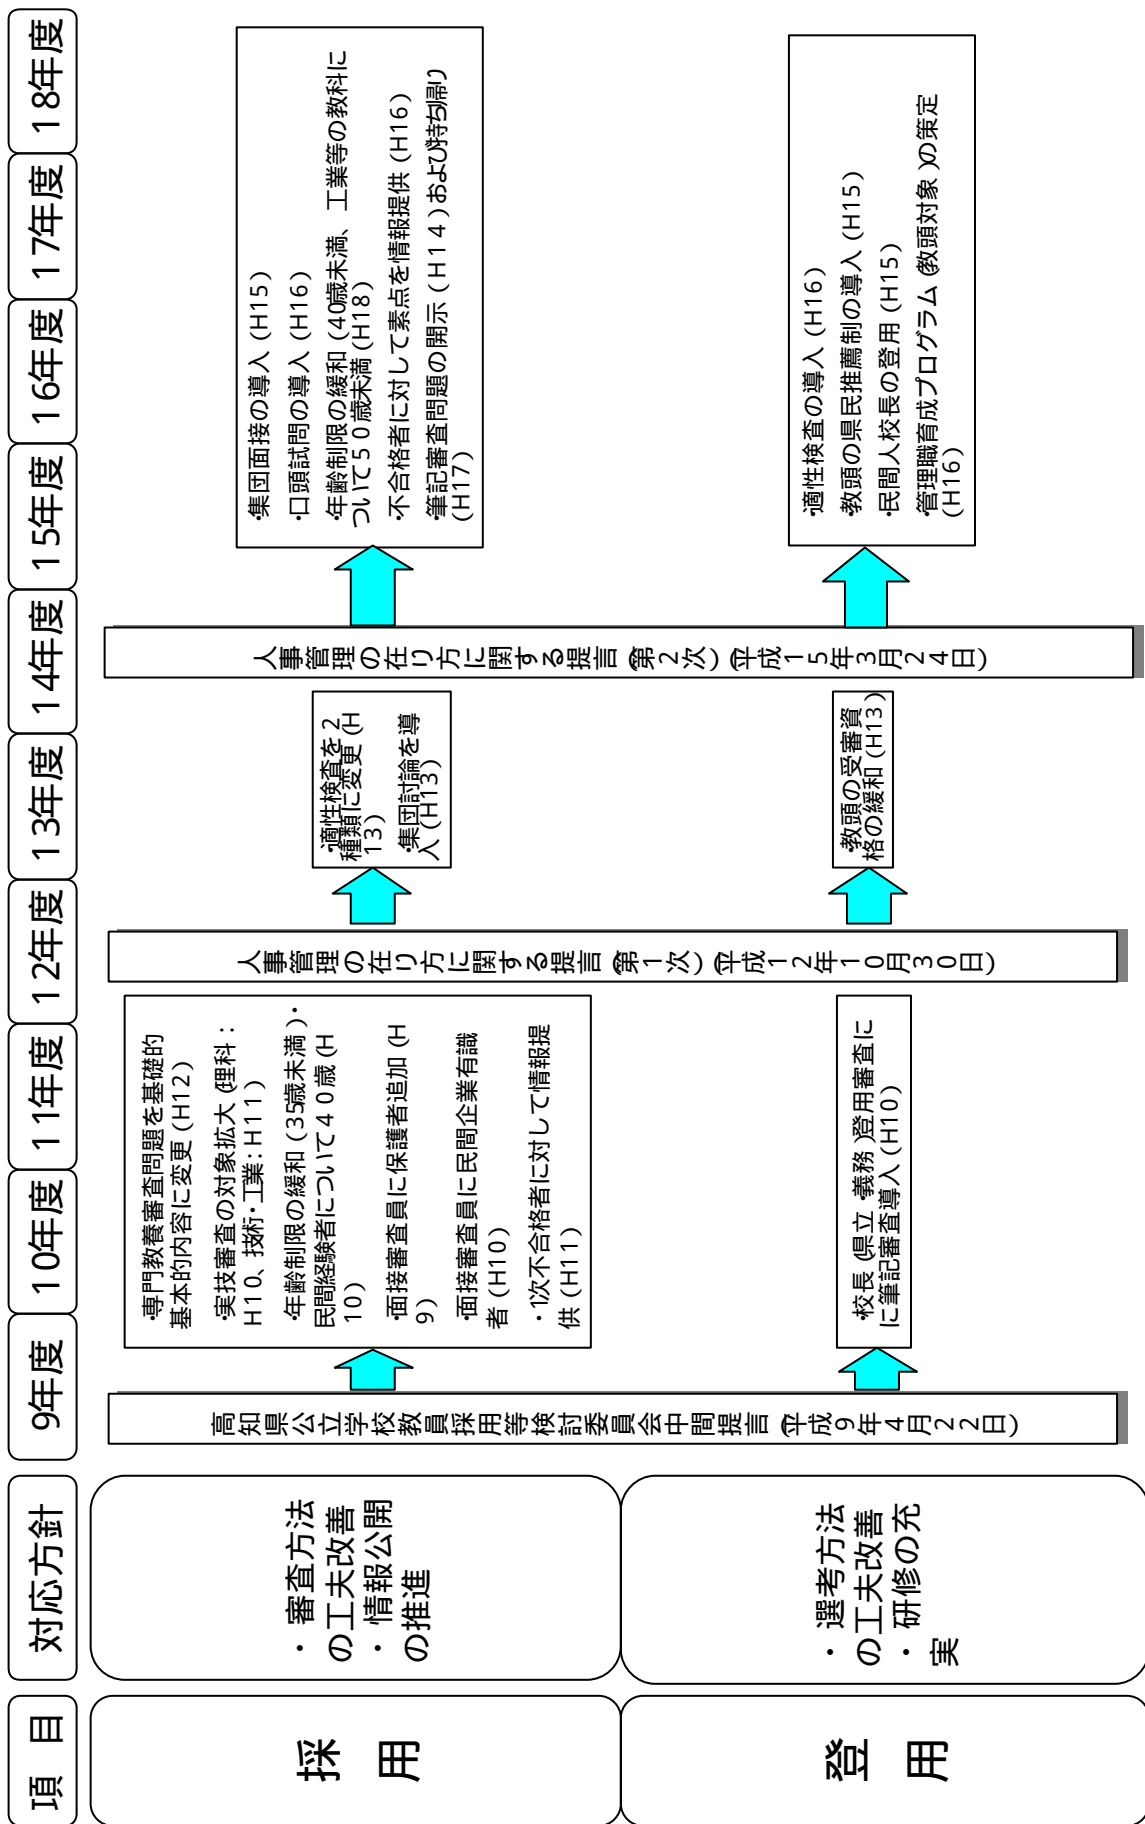 項 目
対応方針
9年度
10年度
11年度
12年度
13年度
14年度
15年度
16年度
17年度
18年度
採 用
・ 審査方法
の工夫改善
・ 情報公開
の推進
高知県公立学校教員採用等検討委員会中間提言(平成9年4月22日)
・専門教養審査問題を基礎的
基本的内容に変更(H12)
・実技審査の対象拡大(理科:
H10、技術・工業:H11)
・年齢制限の緩和(35歳未満)・
民間経験者について40歳(H
10)
・面接審査員に保護者追加(H
9)
・面接審査員に民間企業有識
者(H10)
・1次不合格者に対して情報提
供(H11)
人事管理の在り方に関する提言(第1次)(平成12年10月30日)
・適性検査を2
種類に変更(H
13)
・集団討論を導
入(H13)
人事管理の在り方に関する提言(第2次)(平成15年3月24日)
・集団面接の導入(H15)
・口頭試問の導入(H16)
・年齢制限の緩和(40歳未満、工業等の教科に
ついて50歳未満(H18)
・不合格者に対して素点を情報提供(H16)
・筆記審査問題の開示(H14)および持ち帰り
(H17)
登 用
・ 選考方法
の工夫改善
・ 研修の充
実
・校長(県立・義務)登用審査に
に筆記審査導入(H10)
・教頭の受審資
格の緩和(H13)
・適性検査の導入(H16)
・教頭の県民推薦制の導入(H15)
・民間人校長の登用(H15)
・管理職育成プログラム(教頭対象)の策定
(H16)